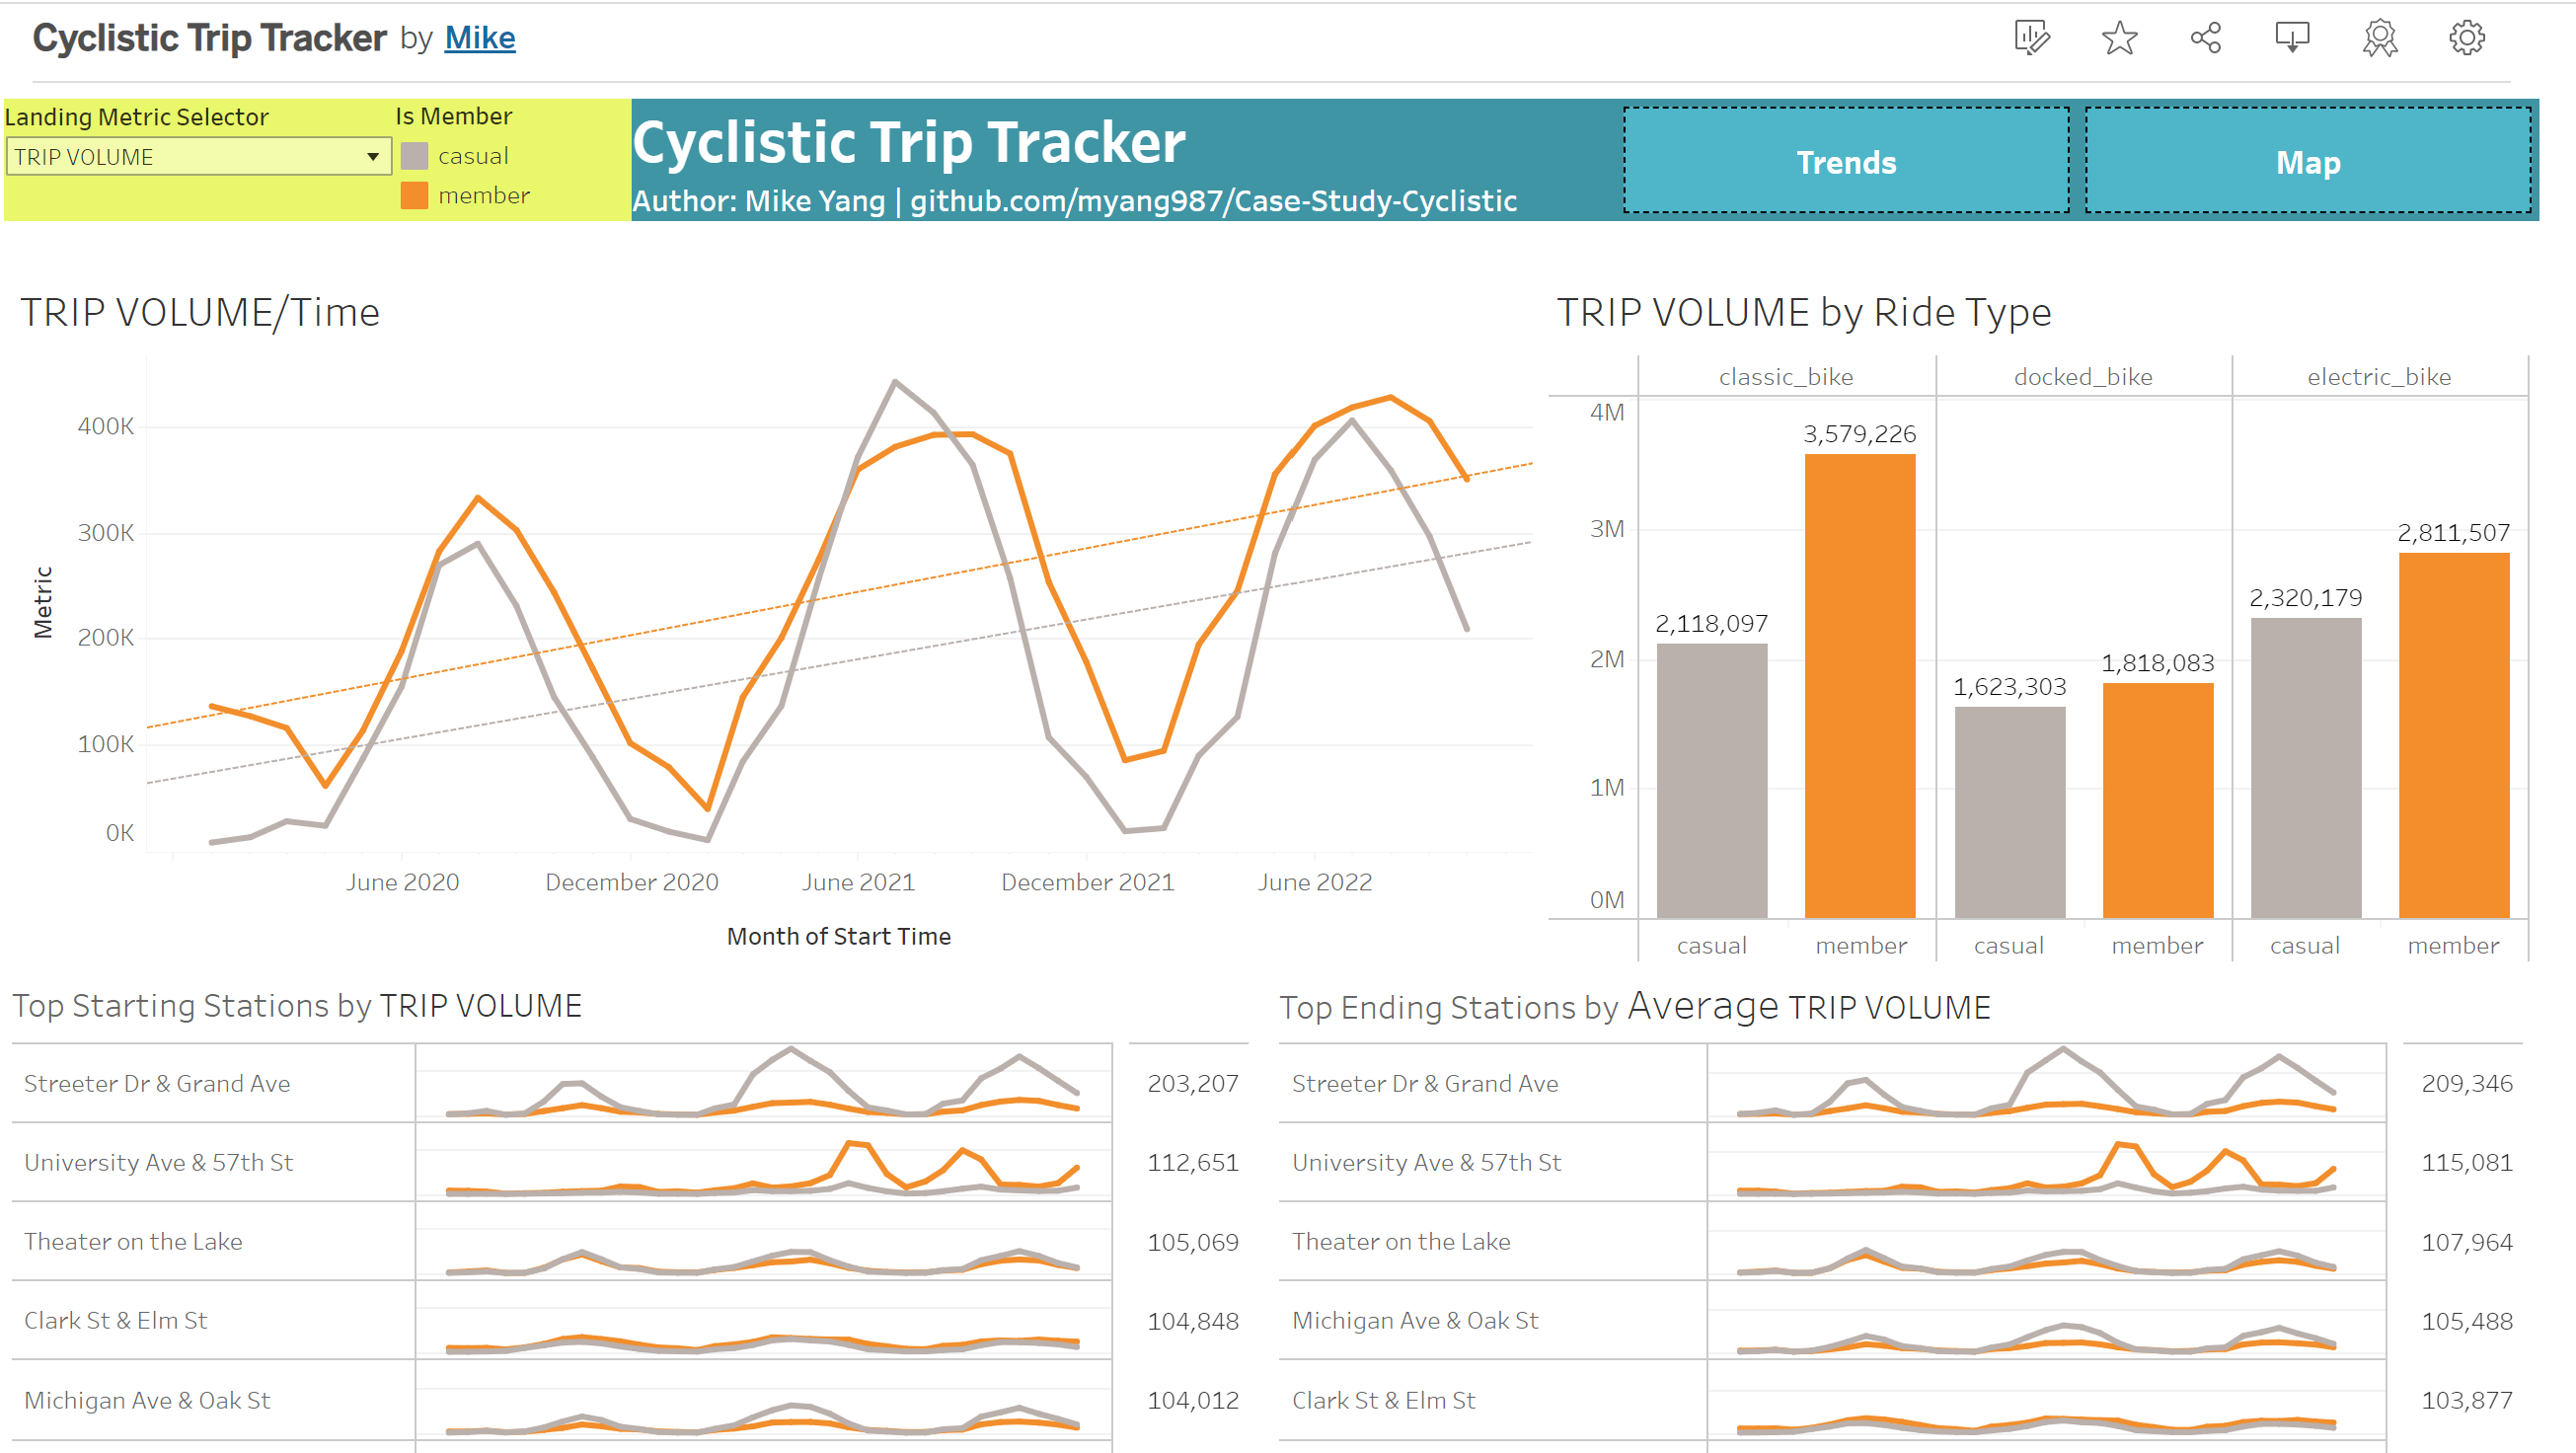 Cyclistic Trip Tracker by Mike
Landing Metric Selector
TRIP VOLUME
Is Member
casual
member
Cyclistic Trip Tracker
Author: Mike Yang | github.com/myang987/Case-Study-Cyclistic
Trends
Map
TRIP VOLUME/Time
Metric
400K
300K
200K
100K
0K
June 2020 December 2020 June 2021 December 2021 June 2022
Month of Start Time
TRIP VOLUME by Ride Type
classic_bike docked_bike electric_bike
4M
3M
2M
1M
0M
2,118,097
3,579,226
1,623,303
1,818,083
2,320,179
2,811,507
casual member casual member casual member
Top Starting Stations by TRIP VOLUME
Streeter Dr & Grand Ave 203,207
University Ave & 57th St 112,651
Theater on the Lake 105,069
Clark St & Elm St 104,848
Michigan Ave & Oak St 104,012
Top Ending Stations by Average TRIP VOLUME
Streeter Dr & Grand Ave 209,346
University Ave & 57th St 115,081
Theater on the Lake 107,964
Michigan Ave & Oak St 105,488
Clark St & Elm St 103,877